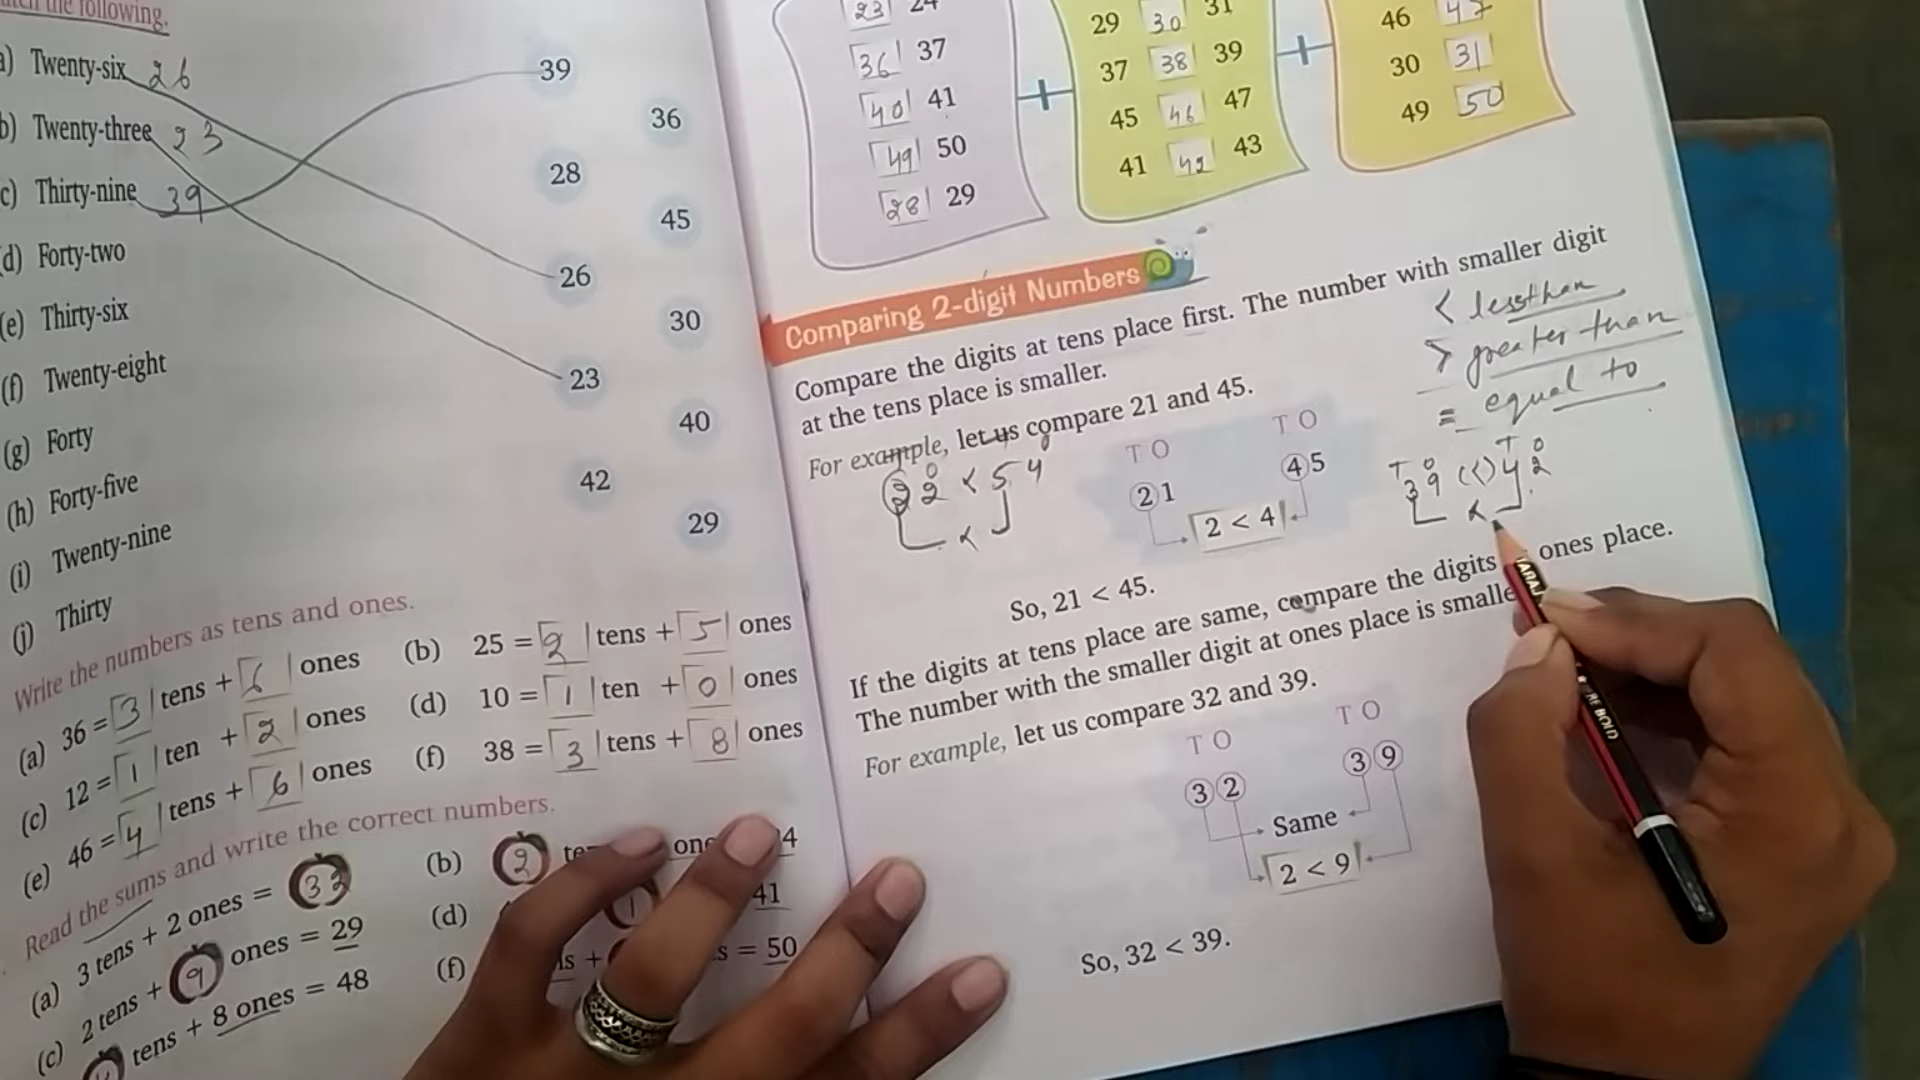 the following.
a) Twenty-six 26
b) Twenty-three 23
c) Thirty-nine 39
(d) Forty-two
(e) Thirty-six
(f) Twenty-eight
(g) Forty
(h) Forty-five
(i) Twenty-nine
(j) Thirty
39
36
28
45
26
30
23
40
42
29
Write the numbers as tens and ones.
(a) 36 = 3 tens + 6 ones (b) 25 = 2 tens + 5 ones
(c) 12 = 1 ten + 2 ones (d) 10 = 1 ten + 0 ones
(e) 46 = 4 tens + 6 ones (f) 38 = 3 tens + 8 ones
Read the sums and write the correct numbers.
(a) 3 tens + 2 ones = 32 (b) 2
(c) 2 tens + 9 ones = 29 (d) 1 41
tens + 8 ones = 48 (f) = 50
23 24
36 37
40 41
49 50
28 29
29 30 31
37 38 39
45 46 47
41 42 43
46 47
30 31
49 50
Comparing 2-digit Numbers
Compare the digits at tens place first. The number with smaller digit
at the tens place is smaller.
< less than
> greater than
= equal to
For example, let us compare 21 and 45.
T O T O
21 45
2 < 4
22 < 54
<
T O T O
39 (<) 42
<
So, 21 < 45.
If the digits at tens place are same, compare the digits ones place.
The number with the smaller digit at ones place is
For example, let us compare 32 and 39.
T O T O
3 2 3 9
Same
2 < 9
So, 32 < 39.